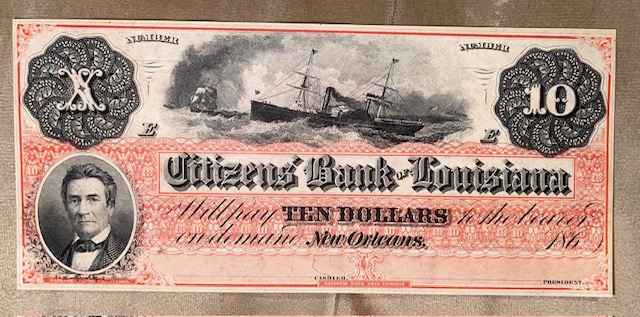 NUMBER NUMBER
X 10
E E
Citizens' Bank OF Louisiana
Will pay TEN DOLLARS to the bearer
on demand New Orleans, 186
CASHIER. PRESIDENT.
NATIONAL BANK NOTE COMPANY